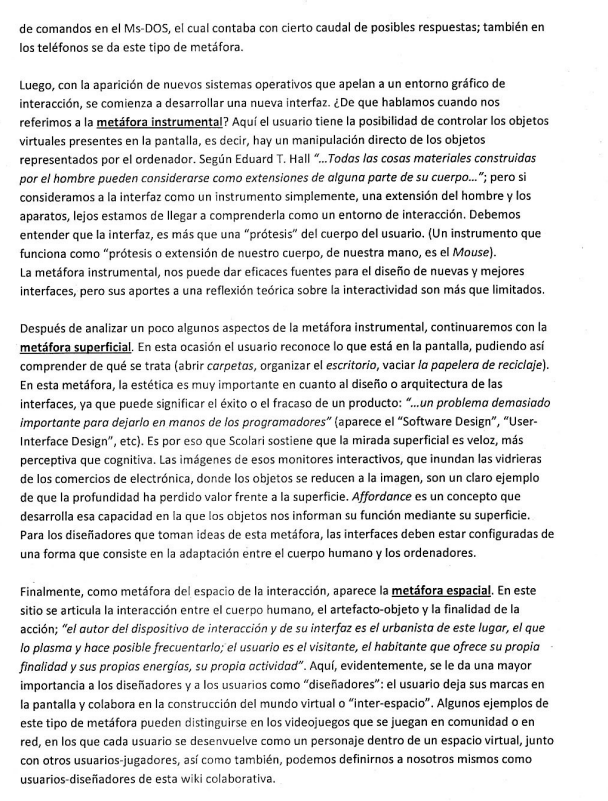 de comandos en el Ms-DOS, el cual contaba con cierto caudal de posibles respuestas; también en
los teléfonos se da este tipo de metáfora.
Luego, con la aparición de nuevos sistemas operativos que apelan a un entorno gráfico de
interacción, se comienza a desarrollar una nueva interfaz. ¿De que hablamos cuando nos
referimos a la metáfora instrumental? Aquí el usuario tiene la posibilidad de controlar los objetos
virtuales presentes en la pantalla, es decir, hay un manipulación directo de los objetos
representados por el ordenador. Según Eduard T. Hall “...Todas las cosas materiales construidas
por el hombre pueden considerarse como extensiones de alguna parte de su cuerpo...”; pero si
consideramos a la interfaz como un instrumento simplemente, una extensión del hombre y los
aparatos, lejos estamos de llegar a comprenderla como un entorno de interacción. Debemos
entender que la interfaz, es más que una “prótesis” del cuerpo del usuario. (Un instrumento que
funciona como “prótesis o extensión de nuestro cuerpo, de nuestra mano, es el Mouse).
La metáfora instrumental, nos puede dar eficaces fuentes para el diseño de nuevas y mejores
interfaces, pero sus aportes a una reflexión teórica sobre la interactividad son más que limitados.
Después de analizar un poco algunos aspectos de la metáfora instrumental, continuaremos con la
metáfora superficial. En esta ocasión el usuario reconoce lo que está en la pantalla, pudiendo así
comprender de qué se trata (abrir carpetas, organizar el escritorio, vaciar la papelera de reciclaje).
En esta metáfora, la estética es muy importante en cuanto al diseño o arquitectura de las
interfaces, ya que puede significar el éxito o el fracaso de un producto: “...un problema demasiado
importante para dejarlo en manos de los programadores” (aparece el “Software Design”, “User-
Interface Design”, etc). Es por eso que Scolari sostiene que la mirada superficial es veloz, más
perceptiva que cognitiva. Las imágenes de esos monitores interactivos, que inundan las vidrieras
de los comercios de electrónica, donde los objetos se reducen a la imagen, son un claro ejemplo
de que la profundidad ha perdido valor frente a la superficie. Affordance es un concepto que
desarrolla esa capacidad en la que los objetos nos informan su función mediante su superficie.
Para los diseñadores que toman ideas de esta metáfora, las interfaces deben estar configuradas de
una forma que consiste en la adaptación entre el cuerpo humano y los ordenadores.
Finalmente, como metáfora del espacio de la interacción, aparece la metáfora espacial. En este
sitio se articula la interacción entre el cuerpo humano, el artefacto-objeto y la finalidad de la
acción; “el autor del dispositivo de interacción y de su interfaz es el urbanista de este lugar, el que
lo plasma y hace posible frecuentarlo; el usuario es el visitante, el habitante que ofrece su propia
finalidad y sus propias energías, su propia actividad”. Aquí, evidentemente, se le da una mayor
importancia a los diseñadores y a los usuarios como “diseñadores”: el usuario deja sus marcas en
la pantalla y colabora en la construcción del mundo virtual o “inter-espacio”. Algunos ejemplos de
este tipo de metáfora pueden distinguirse en los videojuegos que se juegan en comunidad o en
red, en los que cada usuario se desenvuelve como un personaje dentro de un espacio virtual, junto
con otros usuarios-jugadores, así como también, podemos definirnos a nosotros mismos como
usuarios-diseñadores de esta wiki colaborativa.